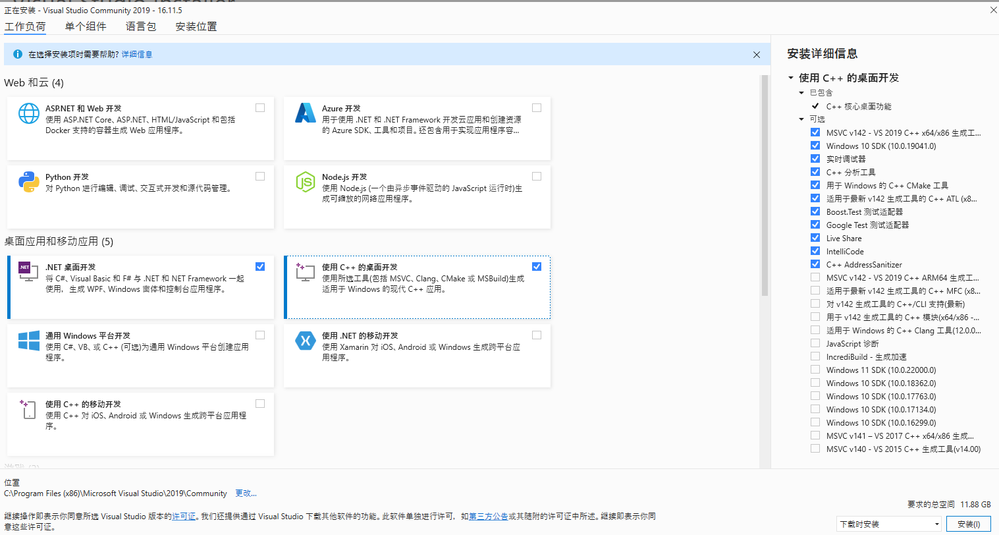 正在安装 - Visual Studio Community 2019 - 16.11.5
工作负荷 单个组件 语言包 安装位置
在选择安装项时需要帮助? 详细信息
Web 和云 (4)
ASP.NET 和 Web 开发
使用 ASP.NET Core、ASP.NET、HTML/JavaScript 和包括
Docker 支持的容器生成 Web 应用程序。
Azure 开发
用于使用 .NET 和 .NET Framework 开发云应用和创建资源
的 Azure SDK、工具和项目。还包含用于实现应用程序容...
Python 开发
对 Python 进行编辑、调试、交互式开发和源代码管理。
Node.js 开发
使用 Node.js (一个由异步事件驱动的 JavaScript 运行时)生
成可缩放的网络应用程序。
桌面应用和移动应用 (5)
.NET
.NET 桌面开发
将 C#、Visual Basic 和 F# 与 .NET 和 .NET Framework 一起
使用，生成 WPF、Windows 窗体和控制台应用程序。
使用 C++ 的桌面开发
使用所选工具(包括 MSVC、Clang、CMake 或 MSBuild)生成
适用于 Windows 的现代 C++ 应用。
通用 Windows 平台开发
使用 C#、VB、或 C++ (可选)为通用 Windows 平台创建应用
程序。
使用 .NET 的移动开发
使用 Xamarin 对 iOS、Android 或 Windows 生成跨平台应
用程序。
使用 C++ 的移动开发
使用 C++ 对 iOS、Android 或 Windows 生成跨平台应用程
序。
位置
C:\Program Files (x86)\Microsoft Visual Studio\2019\Community 更改...
继续操作即表示你同意所选 Visual Studio 版本的许可证。我们还提供通过 Visual Studio 下载其他软件的功能。此软件单独进行许可，如第三方公告或其随附的许可证中所述。继续即表示你同
意这些许可证。
安装详细信息
使用 C++ 的桌面开发
已包含
C++ 核心桌面功能
可选
MSVC v142 - VS 2019 C++ x64/x86 生成工...
Windows 10 SDK (10.0.19041.0)
实时调试器
C++ 分析工具
用于 Windows 的 C++ CMake 工具
适用于最新 v142 生成工具的 C++ ATL (x8...
Boost.Test 测试适配器
Google Test 测试适配器
Live Share
IntelliCode
C++ AddressSanitizer
MSVC v142 - VS 2019 C++ ARM64 生成工...
适用于最新 v142 生成工具的 C++ MFC (x8...
对 v142 生成工具的 C++/CLI 支持(最新)
用于 v142 生成工具的 C++ 模块(x64/x86 -...
适用于 Windows 的 C++ Clang 工具(12.0.0...
JavaScript 诊断
IncrediBuild - 生成加速
Windows 11 SDK (10.0.22000.0)
Windows 10 SDK (10.0.18362.0)
Windows 10 SDK (10.0.17763.0)
Windows 10 SDK (10.0.17134.0)
Windows 10 SDK (10.0.16299.0)
MSVC v141 – VS 2017 C++ x64/x86 生成...
MSVC v140 - VS 2015 C++ 生成工具(v14.00)
要求的总空间 11.88 GB
下载时安装 安装(I)